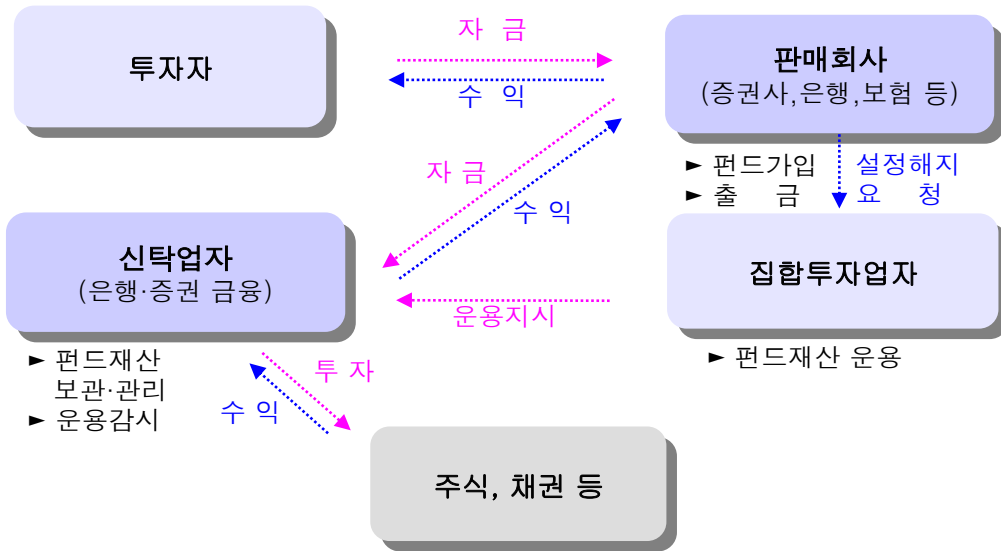 자 금
투자자
수 익
판매회사
(증권사,은행,보험 등)
► 펀드가입
► 출 금
설정해지
요 청
자 금
수 익
신탁업자
(은행·증권 금융)
집합투자업자
운용지시
► 펀드재산
보관·관리
► 운용감시
► 펀드재산 운용
투 자
수 익
주식, 채권 등